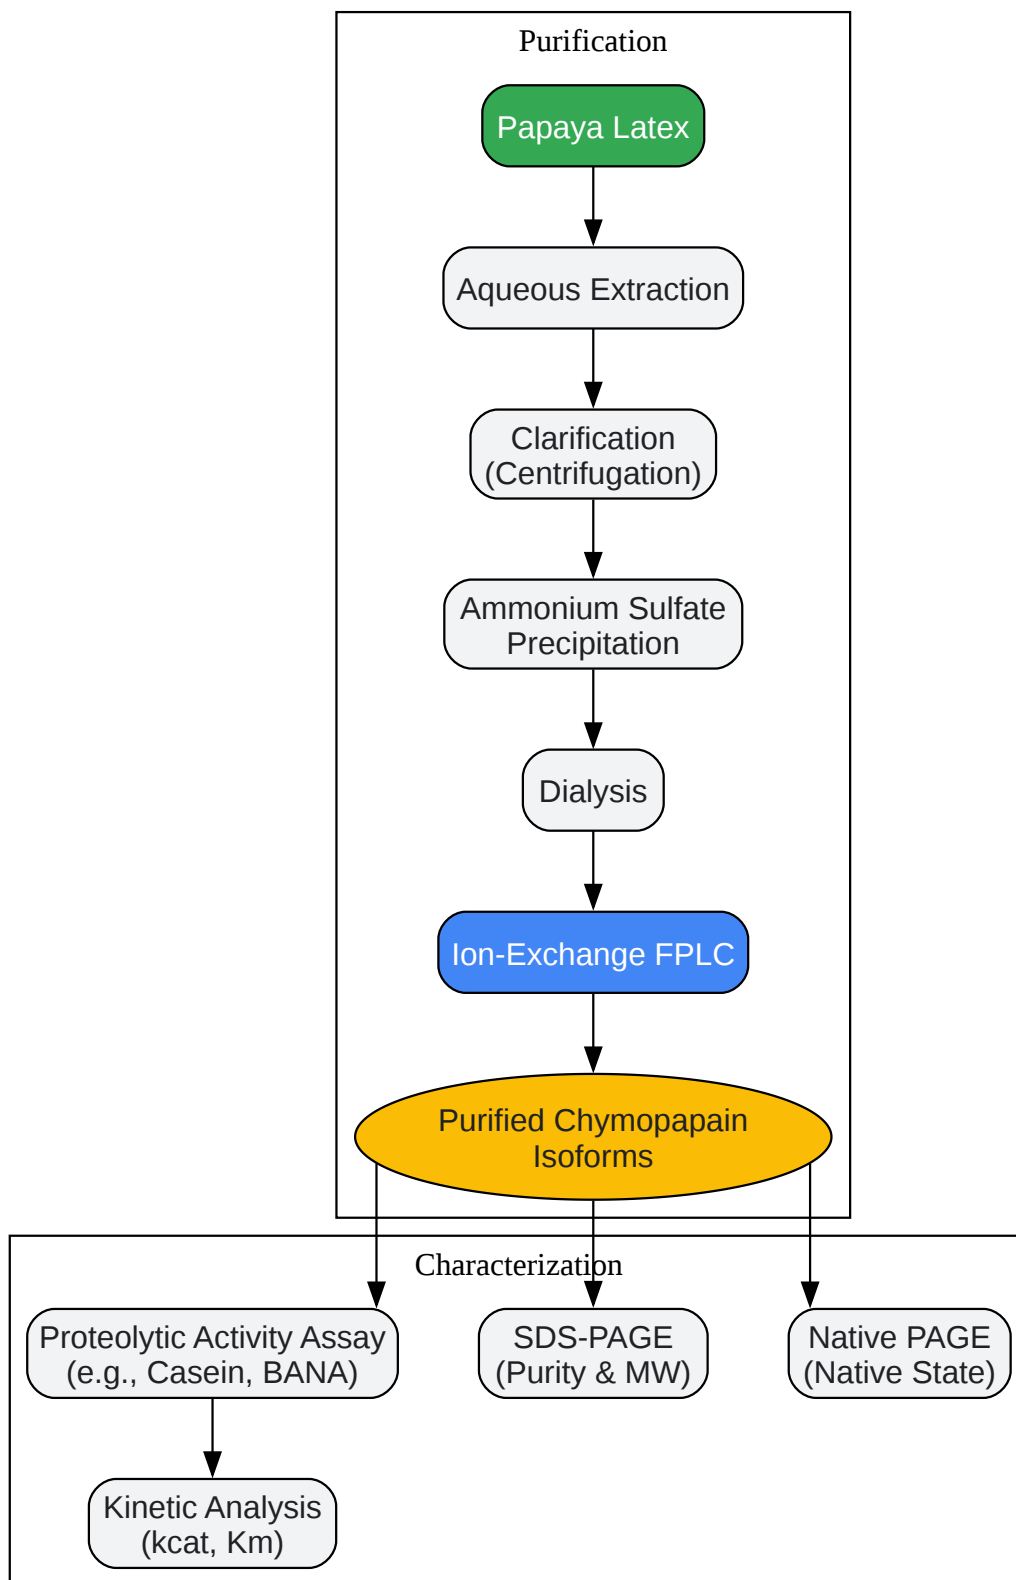 Purification
Papaya Latex
Aqueous Extraction
Clarification
(Centrifugation)
Ammonium Sulfate
Precipitation
Dialysis
Ion-Exchange FPLC
Purified Chymopapain
Isoforms
Characterization
Proteolytic Activity Assay
(e.g., Casein, BANA)
SDS-PAGE
(Purity & MW)
Native PAGE
(Native State)
Kinetic Analysis
(kcat, Km)